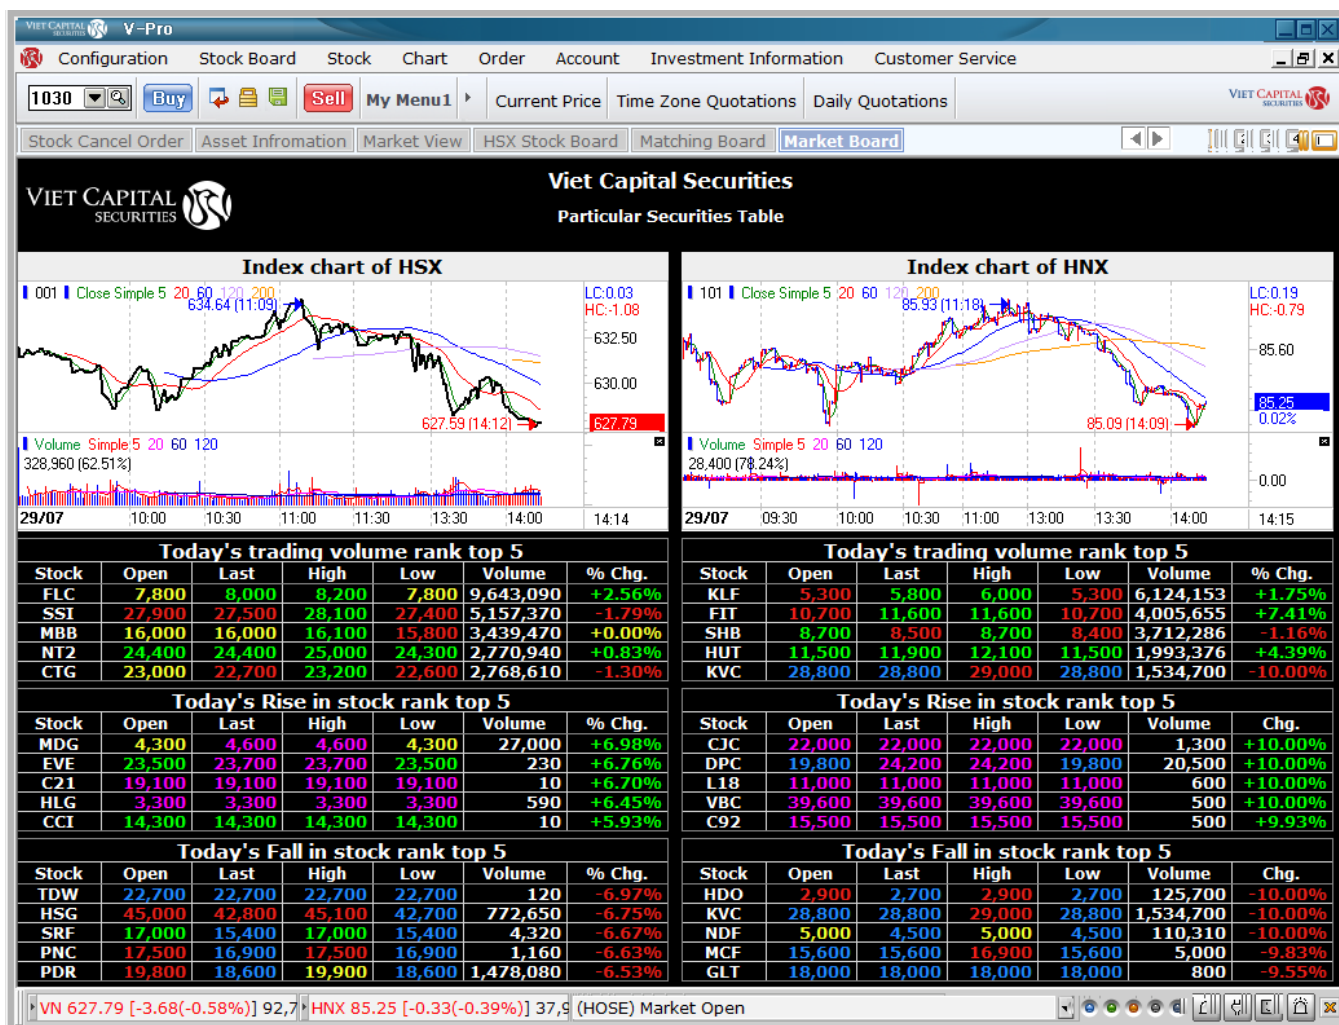 VIET CAPITAL SECURITIES V-Pro
Configuration Stock Board Stock Chart Order Account Investment Information Customer Service
1030 Buy Sell My Menu1 Current Price Time Zone Quotations Daily Quotations VIET CAPITAL SECURITIES
Stock Cancel Order Asset Infromation Market View HSX Stock Board Matching Board Market Board
VIET CAPITAL SECURITIES
Viet Capital Securities
Particular Securities Table
Index chart of HSX
001 Close Simple 5 20 60 120 200
634.64 (11:09)
LC:0.03
HC:-1.08
632.50
630.00
627.79
627.59 (14:12)
Volume Simple 5 20 60 120
328,960 (62.51%)
29/07 10:00 10:30 11:00 11:30 13:30 14:00 14:14
Index chart of HNX
101 Close Simple 5 20 60 120 200
85.93 (11:18)
LC:0.19
HC:-0.79
85.60
85.25
0.02%
85.09 (14:09)
Volume Simple 5 20 60 120
28,400 (78.24%)
0.00
29/07 09:30 10:00 10:30 11:00 13:00 13:30 14:00 14:15
Today's trading volume rank top 5
Stock Open Last High Low Volume % Chg.
FLC 7,800 8,000 8,200 7,800 9,643,090 +2.56%
SSI 27,900 27,500 28,100 27,400 5,157,370 -1.79%
MBB 16,000 16,000 16,100 15,800 3,439,470 +0.00%
NT2 24,400 24,400 25,000 24,300 2,770,940 +0.83%
CTG 23,000 22,700 23,200 22,600 2,768,610 -1.30%
Today's Rise in stock rank top 5
Stock Open Last High Low Volume % Chg.
MDG 4,300 4,600 4,600 4,300 27,000 +6.98%
EVE 23,500 23,700 23,700 23,500 230 +6.76%
C21 19,100 19,100 19,100 19,100 10 +6.70%
HLG 3,300 3,300 3,300 3,300 590 +6.45%
CCI 14,300 14,300 14,300 14,300 10 +5.93%
Today's Fall in stock rank top 5
Stock Open Last High Low Volume % Chg.
TDW 22,700 22,700 22,700 22,700 120 -6.97%
HSG 45,000 42,800 45,100 42,700 772,650 -6.75%
SRF 17,000 15,400 17,000 15,400 4,320 -6.67%
PNC 17,500 16,900 17,500 16,900 1,160 -6.63%
PDR 19,800 18,600 19,900 18,600 1,478,080 -6.53%
Today's trading volume rank top 5
Stock Open Last High Low Volume % Chg.
KLF 5,300 5,800 6,000 5,300 6,124,153 +1.75%
FIT 10,700 11,600 11,600 10,700 4,005,655 +7.41%
SHB 8,700 8,500 8,700 8,400 3,712,286 -1.16%
HUT 11,500 11,900 12,100 11,500 1,993,376 +4.39%
KVC 28,800 28,800 29,000 28,800 1,534,700 -10.00%
Today's Rise in stock rank top 5
Stock Open Last High Low Volume Chg.
CJC 22,000 22,000 22,000 22,000 1,300 +10.00%
DPC 19,800 24,200 24,200 19,800 20,500 +10.00%
L18 11,000 11,000 11,000 11,000 600 +10.00%
VBC 39,600 39,600 39,600 39,600 500 +10.00%
C92 15,500 15,500 15,500 15,500 500 +9.93%
Today's Fall in stock rank top 5
Stock Open Last High Low Volume Chg.
HDO 2,900 2,700 2,900 2,700 125,700 -10.00%
KVC 28,800 28,800 29,000 28,800 1,534,700 -10.00%
NDF 5,000 4,500 5,000 4,500 110,310 -10.00%
MCF 15,600 15,600 16,900 15,600 5,000 -9.83%
GLT 18,000 18,000 18,000 18,000 800 -9.55%
VN 627.79 [-3.68(-0.58%)] 92,7 HNX 85.25 [-0.33(-0.39%)] 37,9 (HOSE) Market Open